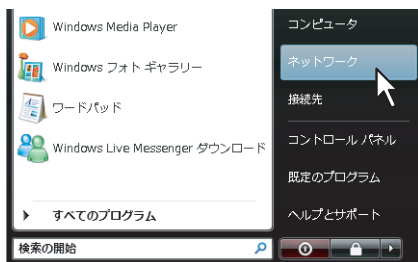 Windows Media Player
Windows フォト ギャラリー
ワードパッド
Windows Live Messenger ダウンロード
すべてのプログラム
検索の開始
コンピュータ
ネットワーク
接続先
コントロール パネル
既定のプログラム
ヘルプとサポート